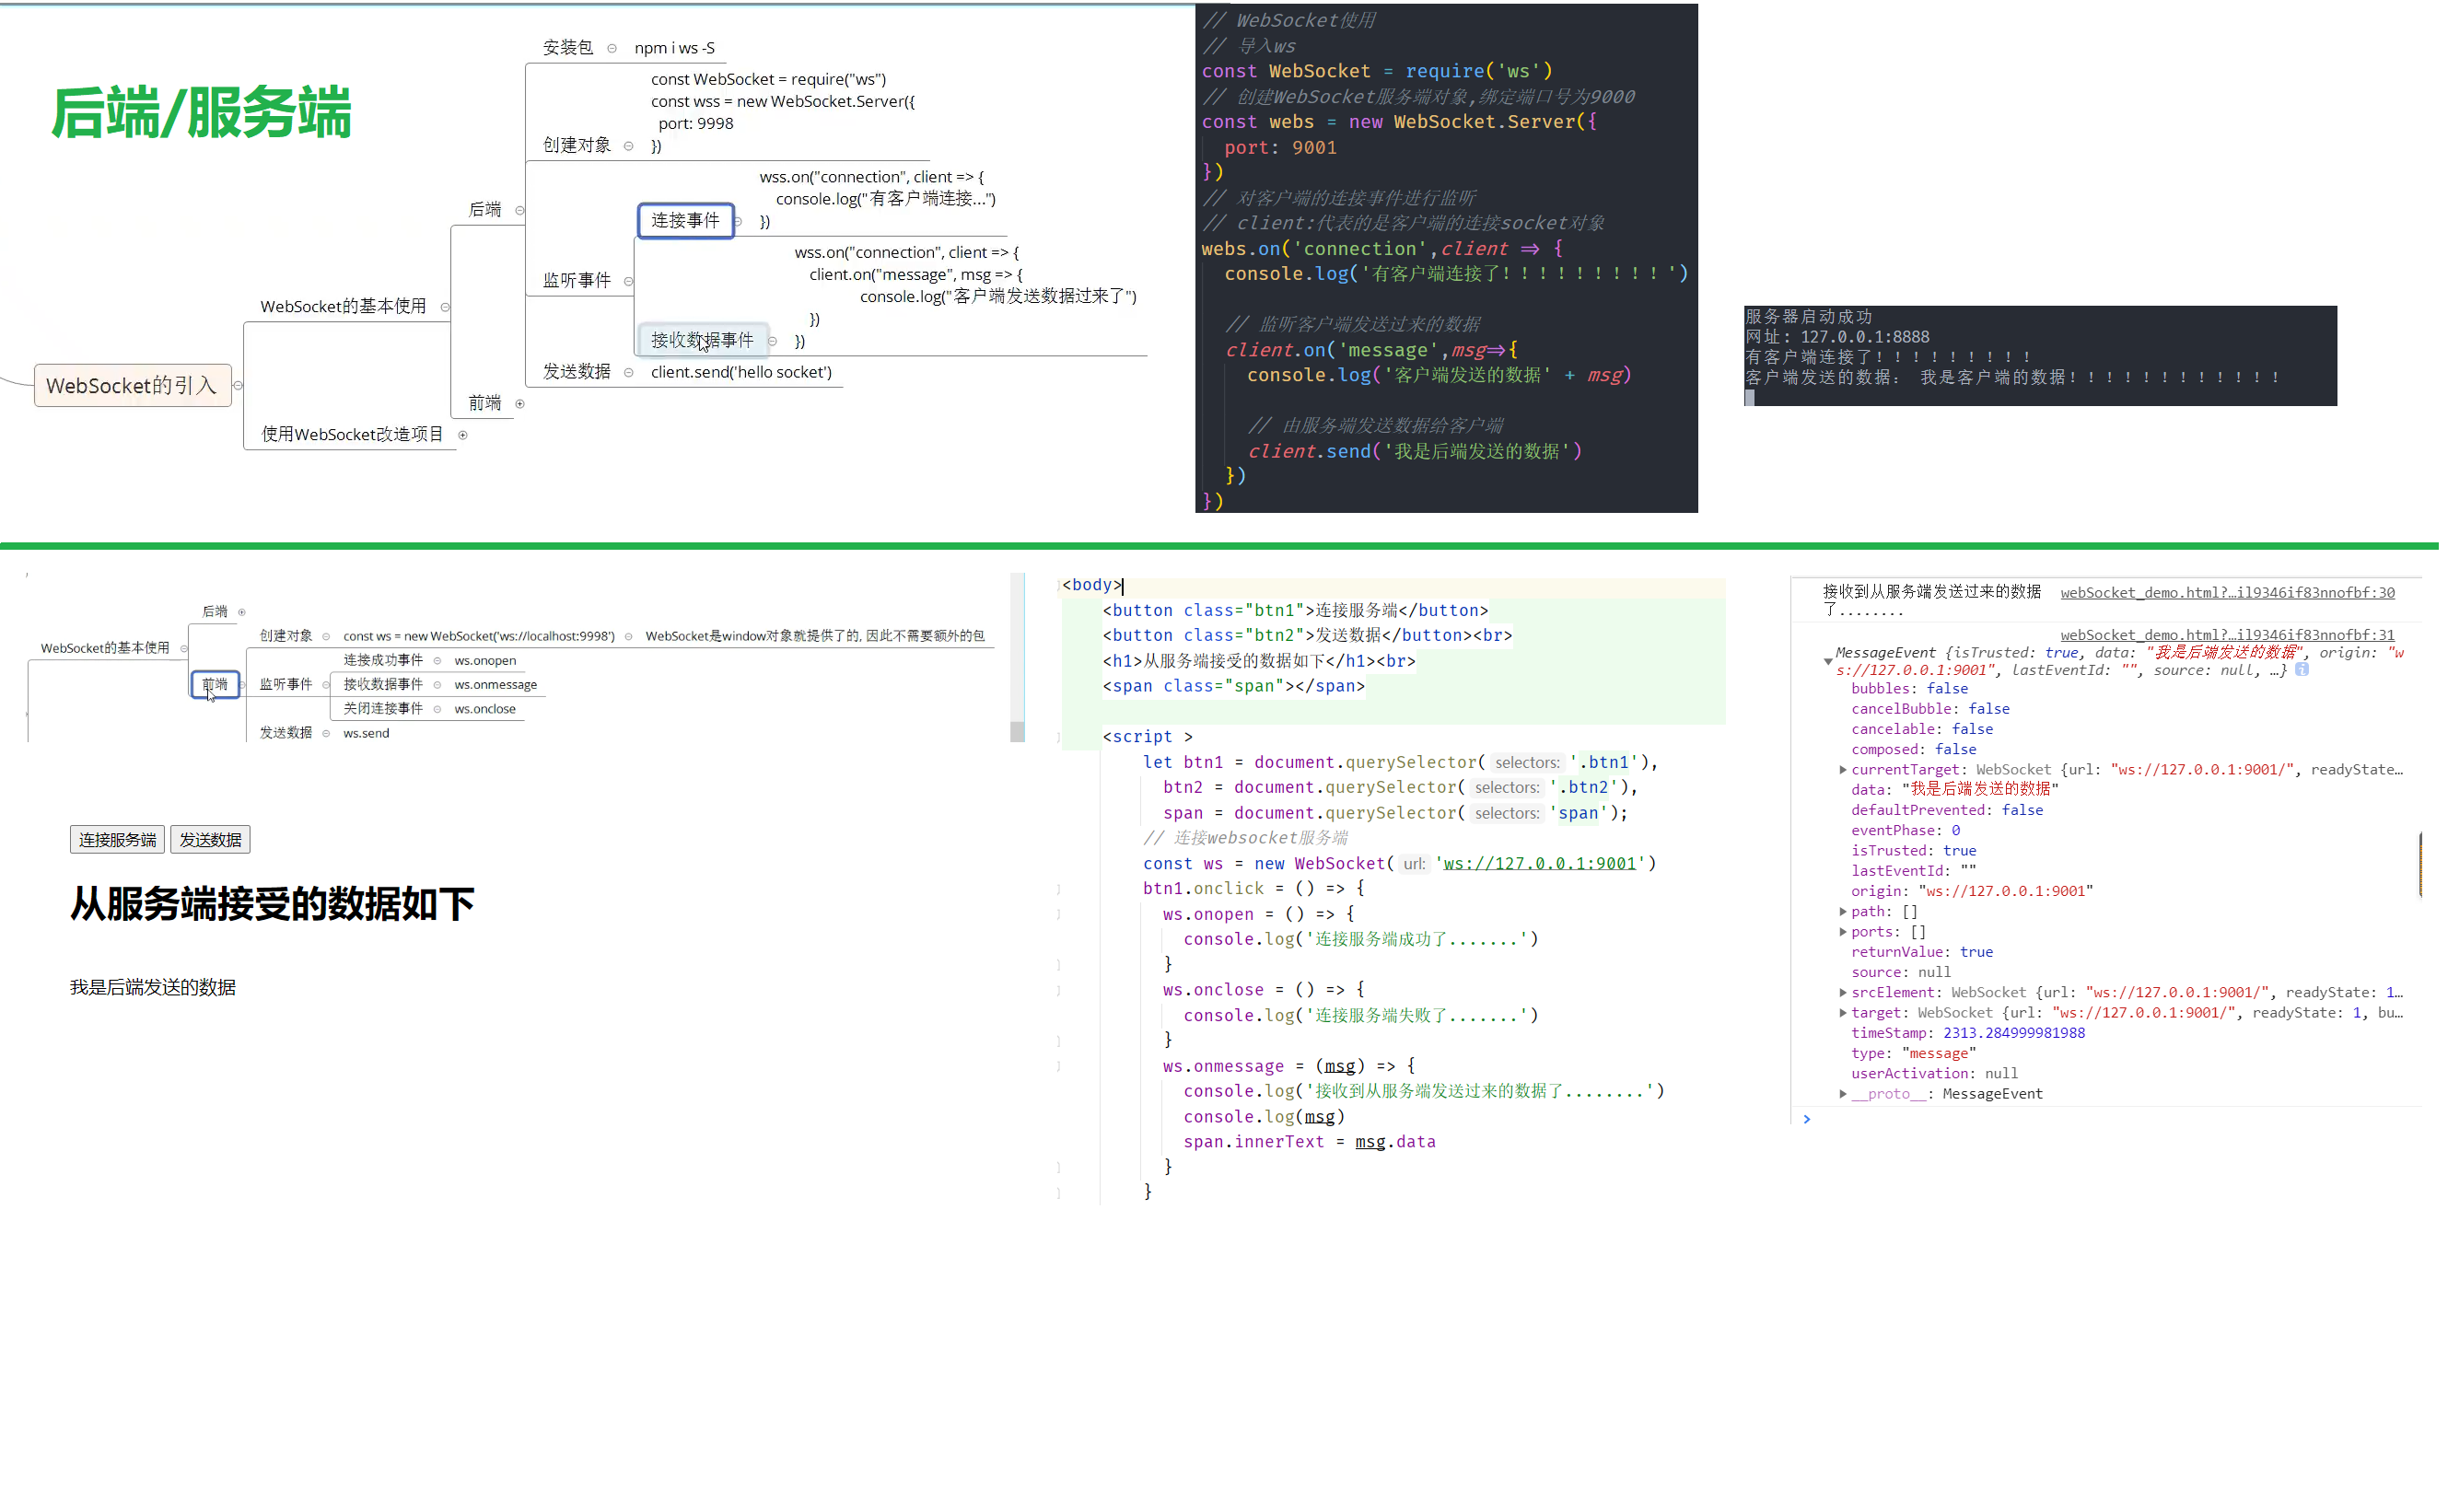 后端/服务端
安装包
npm i ws -S
const WebSocket = require("ws")
const wss = new WebSocket.Server({
port: 9998
创建对象
})
wss.on("connection", client => {
console.log("有客户端连接...")
连接事件
})
后端
wss.on("connection", client => {
client.on("message", msg => {
监听事件
console.log("客户端发送数据过来了")
})
接收数据事件
})
WebSocket的基本使用
发送数据
client.send('hello socket')
WebSocket的引入
前端
使用WebSocket改造项目
// WebSocket使用
// 导入ws
const WebSocket = require('ws')
// 创建WebSocket服务端对象,绑定端口号为9000
const webs = new WebSocket.Server({
port: 9001
})
// 对客户端的连接事件进行监听
// client:代表的是客户端的连接socket对象
webs.on('connection',client => {
console.log('有客户端连接了!!!!!!!!!!')
// 监听客户端发送过来的数据
client.on('message',msg=>{
console.log('客户端发送的数据' + msg)
// 由服务端发送数据给客户端
client.send('我是后端发送的数据')
})
})
服务器启动成功
网址: 127.0.0.1:8888
有客户端连接了!!!!!!!!!
客户端发送的数据: 我是客户端的数据!!!!!!!!!!!!
后端
创建对象
const ws = new WebSocket('ws://localhost:9998')
WebSocket是window对象就提供了的, 因此不需要额外的包
WebSocket的基本使用
连接成功事件
ws.onopen
前端
监听事件
接收数据事件
ws.onmessage
关闭连接事件
ws.onclose
发送数据
ws.send
连接服务端
发送数据
从服务端接受的数据如下
我是后端发送的数据
<body>
<button class="btn1">连接服务端</button>
<button class="btn2">发送数据</button><br>
<h1>从服务端接受的数据如下</h1><br>
<span class="span"></span>
<script >
let btn1 = document.querySelector( selectors: '.btn1'),
btn2 = document.querySelector( selectors: '.btn2'),
span = document.querySelector( selectors: 'span');
// 连接websocket服务端
const ws = new WebSocket( url: 'ws://127.0.0.1:9001')
btn1.onclick = () => {
ws.onopen = () => {
console.log('连接服务端成功了.......')
}
ws.onclose = () => {
console.log('连接服务端失败了.......')
}
ws.onmessage = (msg) => {
console.log('接收到从服务端发送过来的数据了........')
console.log(msg)
span.innerText = msg.data
}
}
接收到从服务端发送过来的数据 webSocket_demo.html?…il9346if83nnofbf:30
了........
webSocket_demo.html?…il9346if83nnofbf:31
MessageEvent {isTrusted: true, data: "我是后端发送的数据", origin: "w
s://127.0.0.1:9001", lastEventId: "", source: null, …}
bubbles: false
cancelBubble: false
cancelable: false
composed: false
currentTarget: WebSocket {url: "ws://127.0.0.1:9001/", readyState…
data: "我是后端发送的数据"
defaultPrevented: false
eventPhase: 0
isTrusted: true
lastEventId: ""
origin: "ws://127.0.0.1:9001"
path: []
ports: []
returnValue: true
source: null
srcElement: WebSocket {url: "ws://127.0.0.1:9001/", readyState: 1…
target: WebSocket {url: "ws://127.0.0.1:9001/", readyState: 1, bu…
timeStamp: 2313.284999981988
type: "message"
userActivation: null
__proto__: MessageEvent